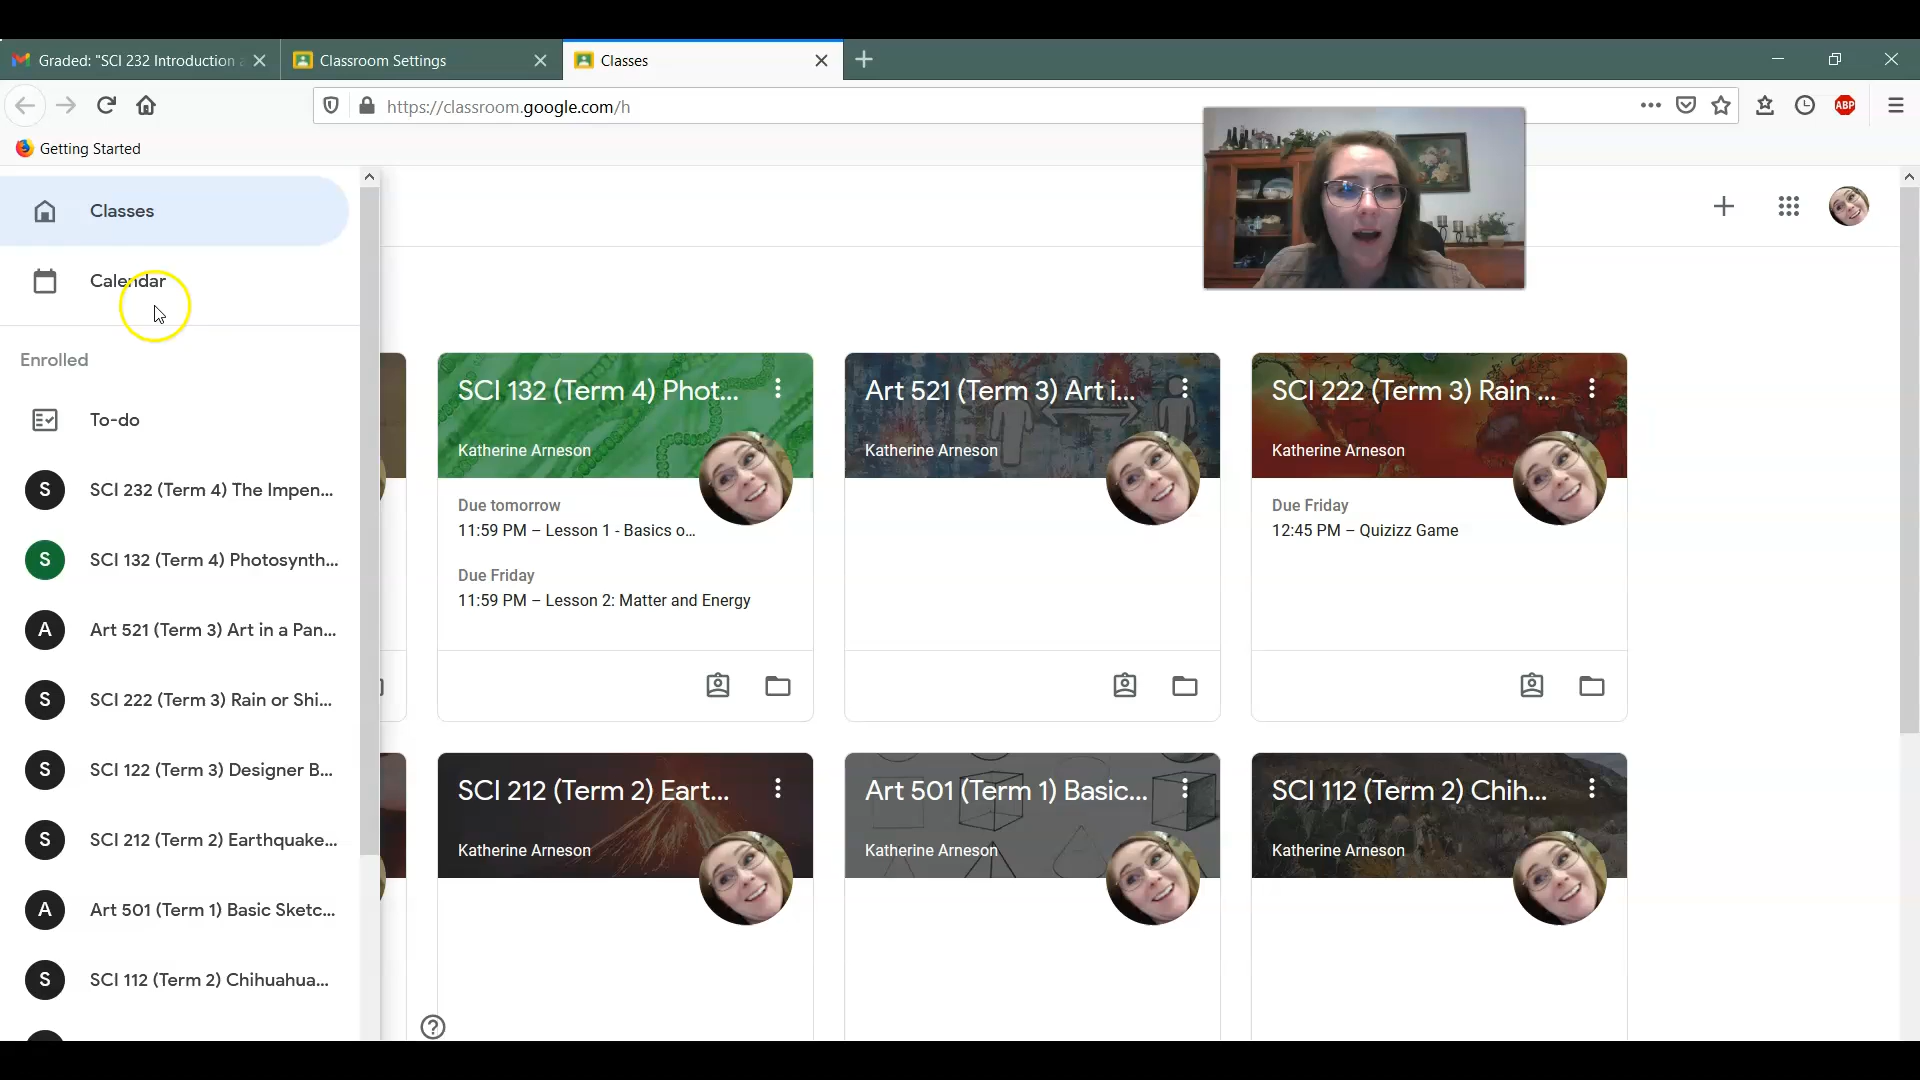 Graded: "SCI 232 Introduction
Classroom Settings
Classes
https://classroom.google.com/h
ABP
Getting Started
Classes
Calendar
Enrolled
To-do
S SCI 232 (Term 4) The Impen...
S SCI 132 (Term 4) Photosynth...
A Art 521 (Term 3) Art in a Pan...
S SCI 222 (Term 3) Rain or Shi...
S SCI 122 (Term 3) Designer B...
S SCI 212 (Term 2) Earthquake...
A Art 501 (Term 1) Basic Sketc...
S SCI 112 (Term 2) Chihuahua...
SCI 132 (Term 4) Phot...
Katherine Arneson
Due tomorrow
11:59 PM – Lesson 1 - Basics o...
Due Friday
11:59 PM – Lesson 2: Matter and Energy
Art 521 (Term 3) Art i...
Katherine Arneson
SCI 222 (Term 3) Rain ...
Katherine Arneson
Due Friday
12:45 PM – Quizizz Game
SCI 212 (Term 2) Eart...
Katherine Arneson
Art 501 (Term 1) Basic...
Katherine Arneson
SCI 112 (Term 2) Chih...
Katherine Arneson